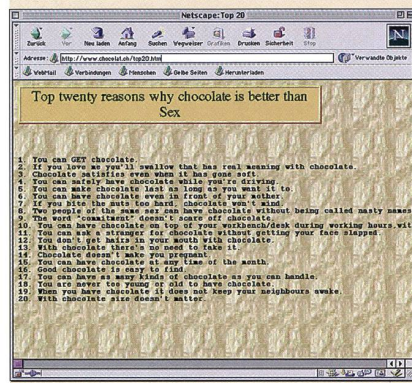 Netscape: Top 20
Zurück Vor Neu laden Anfang Suchen Wegweiser Grafiken Drucken Sicherheit Stop
Adresse: http://www.chocolat.ch/top20.htm Verwandte Objekte
WebMail Verbindungen Menschen Gelbe Seiten Herunterladen
Top twenty reasons why chocolate is better than
Sex
1. You can GET chocolate.
2. If you love me you'll swallow that has real meaning with chocolate.
3. Chocolate satisfies even when it has gone soft.
4. You can safely have chocolate while you're driving.
5. You can make chocolate last as long as you want it to.
6. You can have chocolate even in front of your mother.
7. If you bite the nuts too hard, chocolate won't mind.
8. Two people of the same sex can have chocolate without being called nasty names
9. The word "commitment" doesn't scare off chocolate.
10. You can have chocolate on top of your workbench/desk during working hours wit
11. You can ask a stranger for chocolate without getting your face slapped.
12. You don't get hairs in your mouth with chocolate.
13. With chocolate there's no need to fake it.
14. Chocolate doesn't make you pregnant.
15. You can have chocolate at any time of the month.
16. Good chocolate is easy to find.
17. You can have as many kinds of chocolate as you can handle.
18. You are never too young or old to have chocolate.
19. When you have chocolate it does not keep your neighbours awake.
20. With chocolate size doesn't matter.